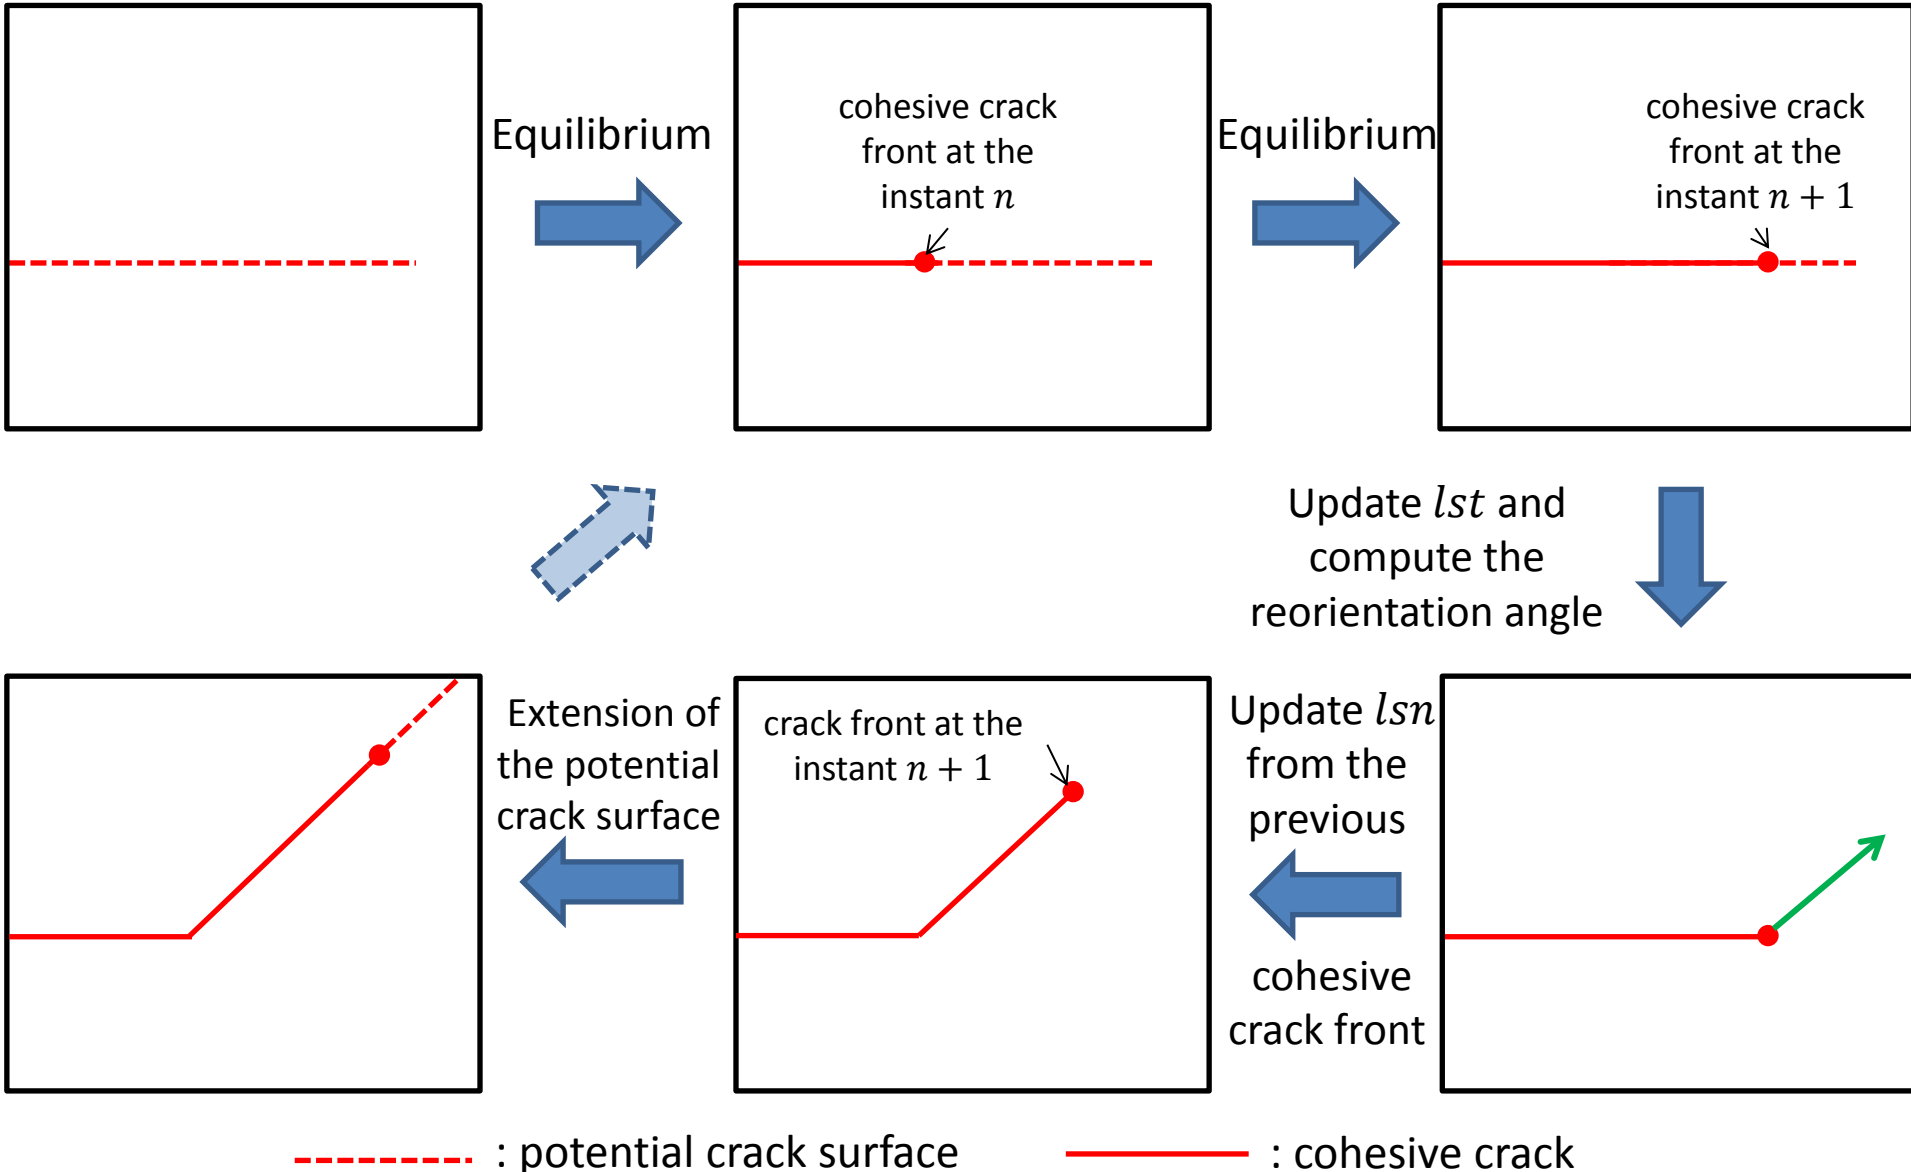 Equilibrium
cohesive crack
front at the
instant n
Equilibrium
cohesive crack
front at the
instant n + 1
Update lst and
compute the
reorientation angle
Extension of
the potential
crack surface
crack front at the
instant n + 1
Update lsn
from the
previous
cohesive
crack front
: potential crack surface
: cohesive crack